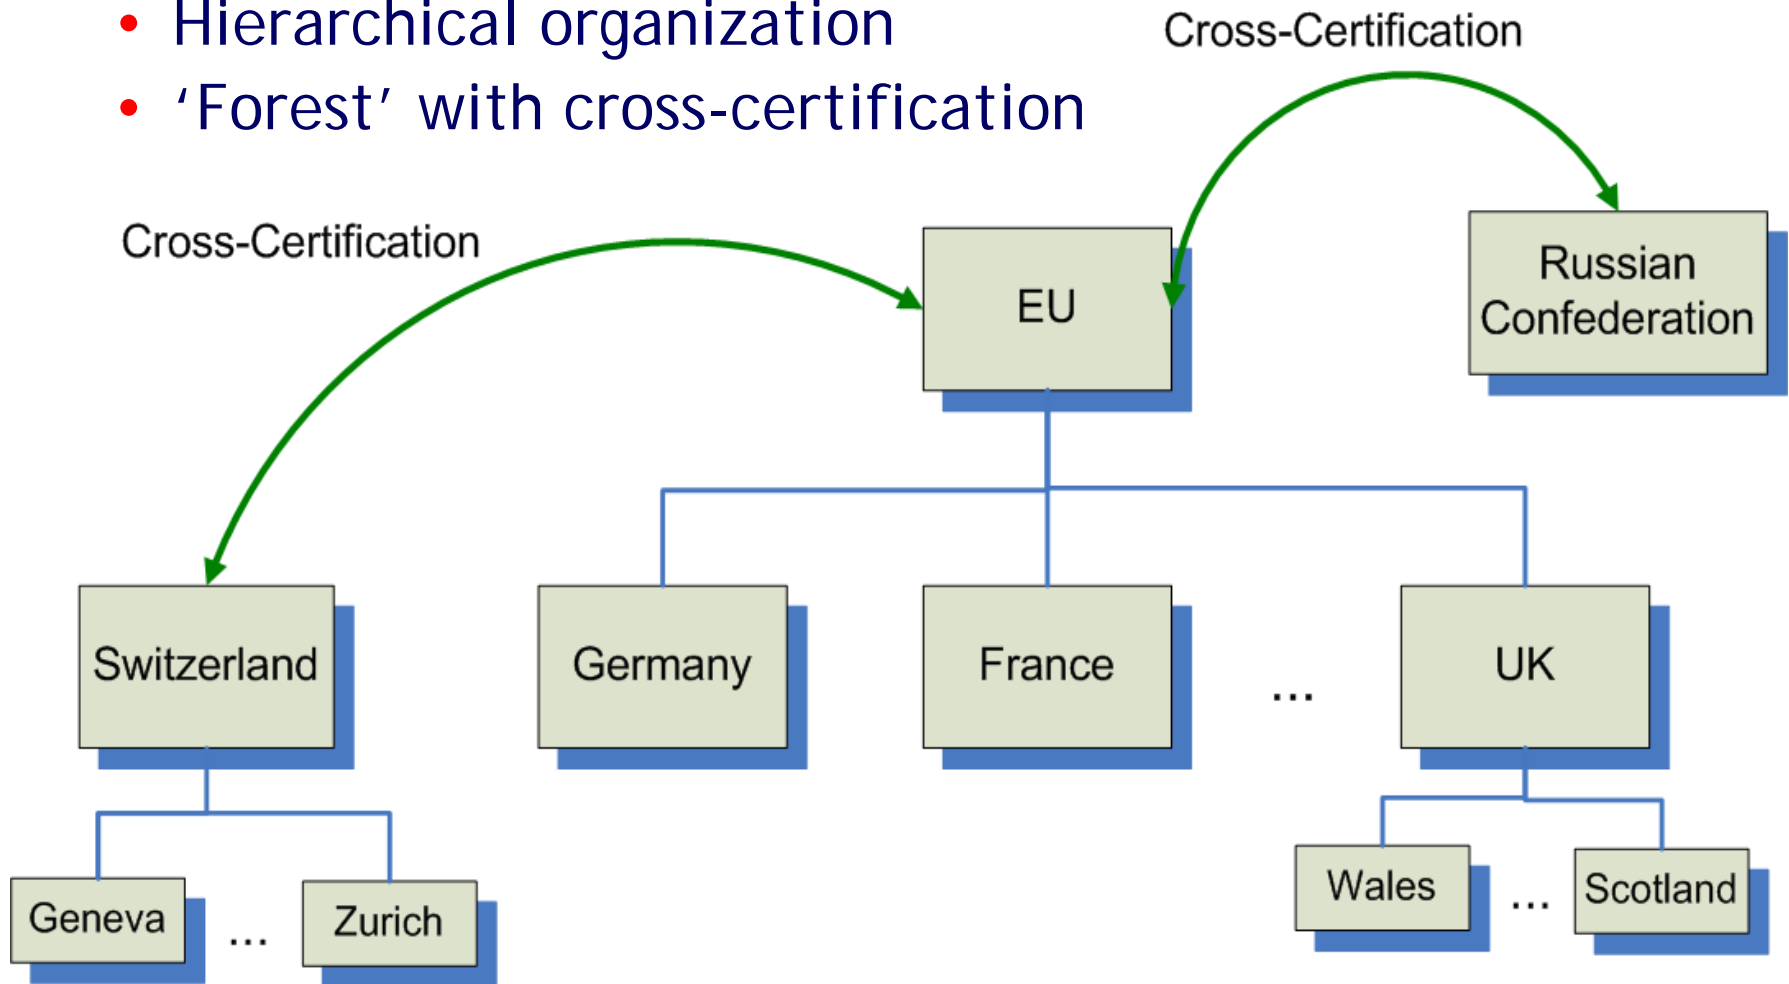 • Hierarchical organization
• ‘Forest’ with cross-certification
Cross-Certification
Cross-Certification
EU
Russian
Confederation
Switzerland
Germany
France
...
UK
Geneva
...
Zurich
Wales
...
Scotland